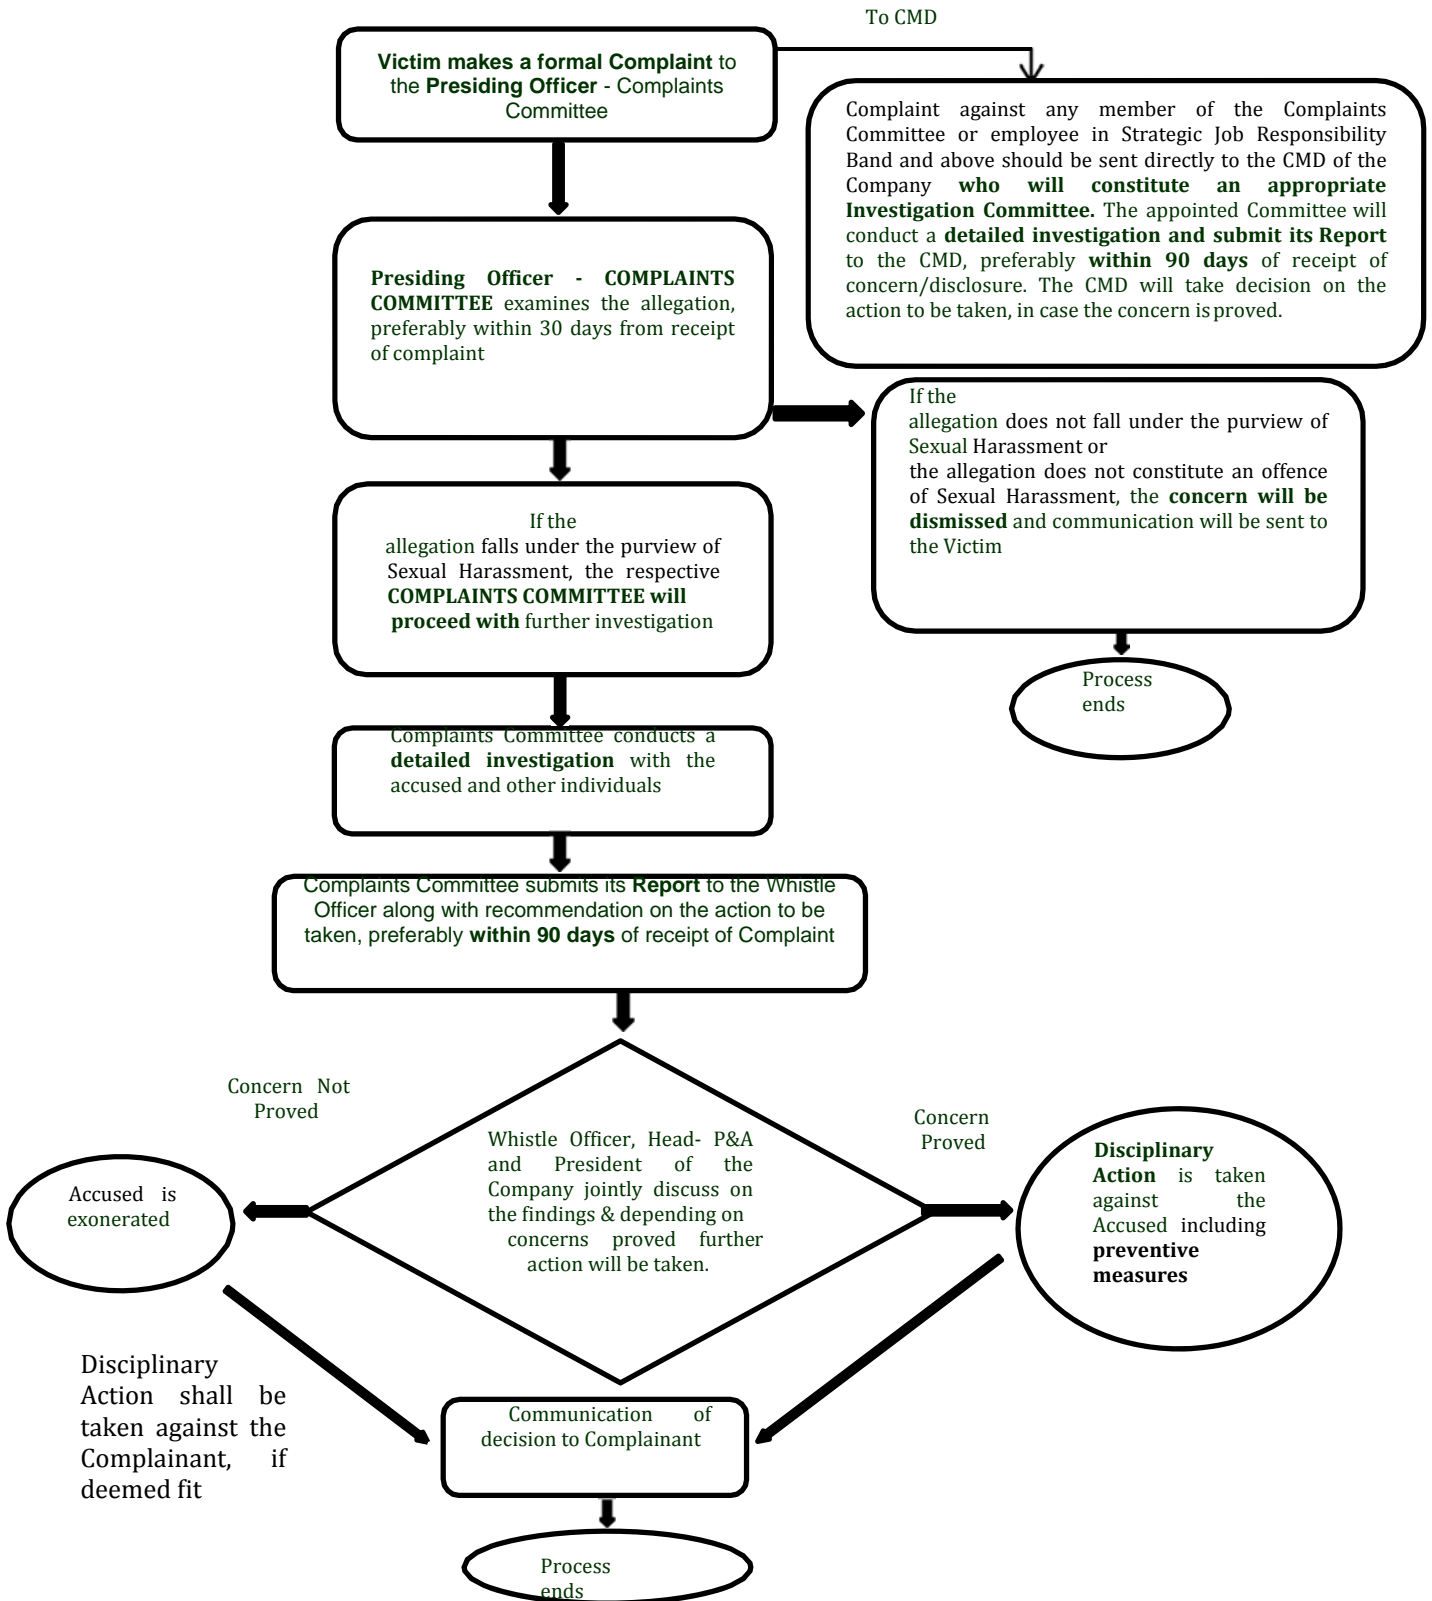 To CMD
Victim makes a formal Complaint to
the Presiding Officer - Complaints
Committee
Complaint against any member of the Complaints
Committee or employee in Strategic Job Responsibility
Band and above should be sent directly to the CMD of the
Company who will constitute an appropriate
Investigation Committee. The appointed Committee will
conduct a detailed investigation and submit its Report
to the CMD, preferably within 90 days of receipt of
concern/disclosure. The CMD will take decision on the
action to be taken, in case the concern is proved.
Presiding Officer - COMPLAINTS
COMMITTEE examines the allegation,
preferably within 30 days from receipt
of complaint
If the
allegation does not fall under the purview of
Sexual Harassment or
the allegation does not constitute an offence
of Sexual Harassment, the concern will be
dismissed and communication will be sent to
the Victim
If the
allegation falls under the purview of
Sexual Harassment, the respective
COMPLAINTS COMMITTEE will
proceed with further investigation
Process
ends
Complaints Committee conducts a
detailed investigation with the
accused and other individuals
Complaints Committee submits its Report to the Whistle
Officer along with recommendation on the action to be
taken, preferably within 90 days of receipt of Complaint
Concern Not
Proved
Whistle Officer, Head- P&A
and President of the
Company jointly discuss on
the findings & depending on
concerns proved further
action will be taken.
Concern
Proved
Accused is
exonerated
Disciplinary
Action is taken
against the
Accused including
preventive
measures
Disciplinary
Action shall be
taken against the
Complainant, if
deemed fit
Communication of
decision to Complainant
Process
ends